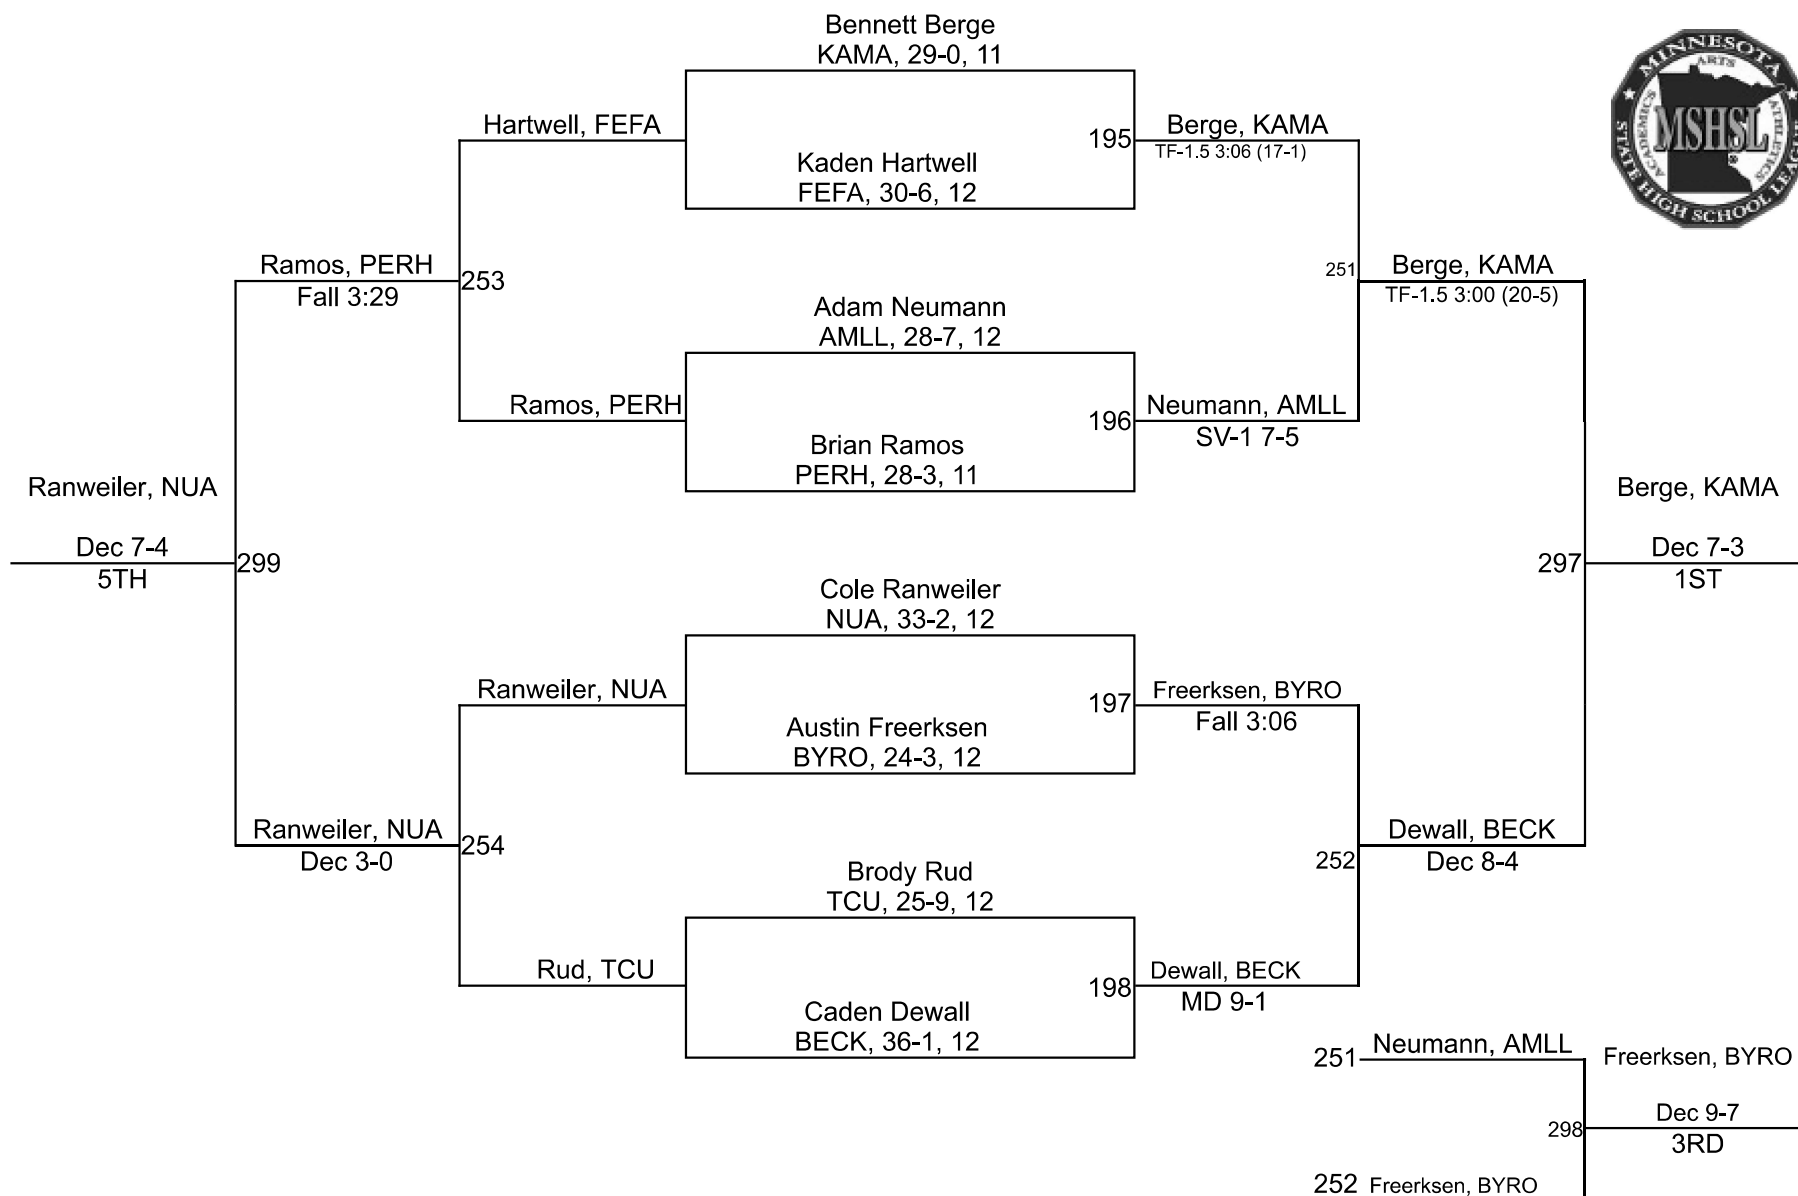 Bennett Berge
KAMA, 29-0, 11
Hartwell, FEFA
195
Berge, KAMA
TF-1.5 3:06 (17-1)
Kaden Hartwell
FEFA, 30-6, 12
MINNESOTA
STATE HIGH SCHOOL LEAGUE
ARTS
ACADEMICS
ATHLETICS
MSHSL
Ramos, PERH
Fall 3:29
253
251
Berge, KAMA
TF-1.5 3:00 (20-5)
Adam Neumann
AMLL, 28-7, 12
Ramos, PERH
196
Neumann, AMLL
SV-1 7-5
Brian Ramos
PERH, 28-3, 11
Ranweiler, NUA
Dec 7-4
5TH
299
297
Berge, KAMA
Dec 7-3
1ST
Cole Ranweiler
NUA, 33-2, 12
Ranweiler, NUA
197
Freerksen, BYRO
Fall 3:06
Austin Freerksen
BYRO, 24-3, 12
Ranweiler, NUA
Dec 3-0
254
252
Dewall, BECK
Dec 8-4
Brody Rud
TCU, 25-9, 12
Rud, TCU
198
Dewall, BECK
MD 9-1
Caden Dewall
BECK, 36-1, 12
251
Neumann, AMLL
Freerksen, BYRO
298
Dec 9-7
3RD
252
Freerksen, BYRO